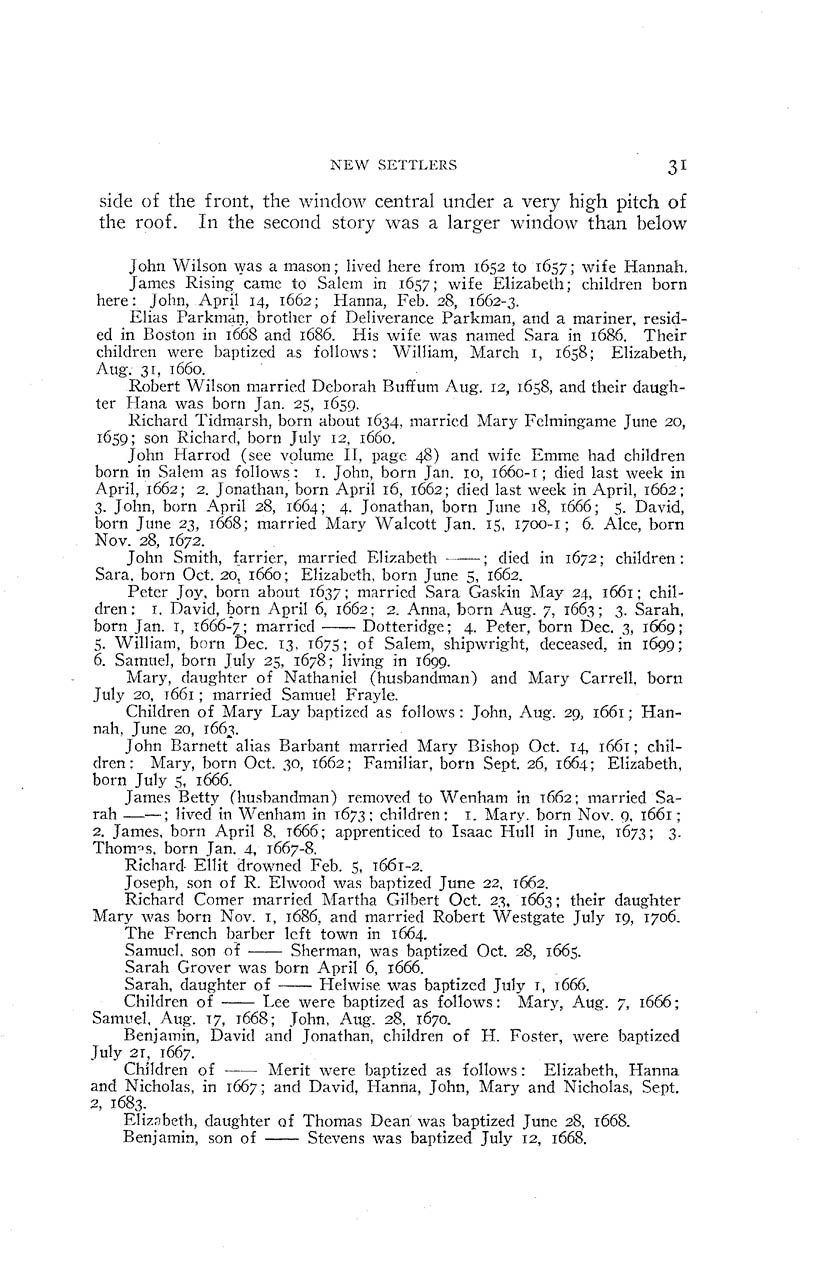 NEW SETTLERS 31
side of the front, the window central under a very high pitch of
the roof. In the second story was a larger window than below
John Wilson was a mason; lived here from 1652 to 1657; wife Hannah.
James Rising came to Salem in 1657; wife Elizabeth; children born
here: John, April 14, 1662; Hanna, Feb. 28, 1662-3.
Elias Parkman, brother of Deliverance Parkman, and a mariner, resid-
ed in Boston in 1668 and 1686. His wife was named Sara in 1686. Their
children were baptized as follows: William, March 1, 1658; Elizabeth,
Aug. 31, 1660.
Robert Wilson married Deborah Buffum Aug. 12, 1658, and their daugh-
ter Hana was born Jan. 25, 1659.
Richard Tidmarsh, born about 1634, married Mary Felmingame June 20,
1659; son Richard, born July 12, 1660.
John Harrod (see volume II, page 48) and wife Emme had children
born in Salem as follows: 1. John, born Jan. 10, 1660-1; died last week in
April, 1662; 2. Jonathan, born April 16, 1662; died last week in April, 1662;
3. John, born April 28, 1664; 4. Jonathan, born June 18, 1666; 5. David,
born June 23, 1668; married Mary Walcott Jan. 15, 1700-1; 6. Alce, born
Nov. 28, 1672.
John Smith, farrier, married Elizabeth ——; died in 1672; children:
Sara, born Oct. 20, 1660; Elizabeth, born June 5, 1662.
Peter Joy, born about 1637; married Sara Gaskin May 24, 1661; chil-
dren: 1. David, born April 6, 1662; 2. Anna, born Aug. 7, 1663; 3. Sarah,
born Jan. 1, 1666-7; married —— Dotteridge; 4. Peter, born Dec. 3, 1669;
5. William, born Dec. 13, 1675; of Salem, shipwright, deceased, in 1699;
6. Samuel, born July 25, 1678; living in 1699.
Mary, daughter of Nathaniel (husbandman) and Mary Carrell, born
July 20, 1661; married Samuel Frayle.
Children of Mary Lay baptized as follows: John, Aug. 29, 1661; Han-
nah, June 20, 1663.
John Barnett alias Barbant married Mary Bishop Oct. 14, 1661; chil-
dren: Mary, born Oct. 30, 1662; Familiar, born Sept. 26, 1664; Elizabeth,
born July 5, 1666.
James Betty (husbandman) removed to Wenham in 1662; married Sa-
rah ——; lived in Wenham in 1673; children: 1. Mary, born Nov. 9, 1661;
2. James, born April 8, 1666; apprenticed to Isaac Hull in June, 1673; 3.
Thomas, born Jan. 4, 1667-8.
Richard Ellit drowned Feb. 5, 1661-2.
Joseph, son of R. Elwood was baptized June 22, 1662.
Richard Comer married Martha Gilbert Oct. 23, 1663; their daughter
Mary was born Nov. 1, 1686, and married Robert Westgate July 19, 1706.
The French barber left town in 1664.
Samuel, son of —— Sherman, was baptized Oct. 28, 1665.
Sarah Grover was born April 6, 1666.
Sarah, daughter of —— Helwise was baptized July 1, 1666.
Children of —— Lee were baptized as follows: Mary, Aug. 7, 1666;
Samuel, Aug. 17, 1668; John, Aug. 28, 1670.
Benjamin, David and Jonathan, children of H. Foster, were baptized
July 21, 1667.
Children of —— Merit were baptized as follows: Elizabeth, Hanna
and Nicholas, in 1667; and David, Hanna, John, Mary and Nicholas, Sept.
2, 1683.
Elizabeth, daughter of Thomas Dean was baptized June 28, 1668.
Benjamin, son of —— Stevens was baptized July 12, 1668.